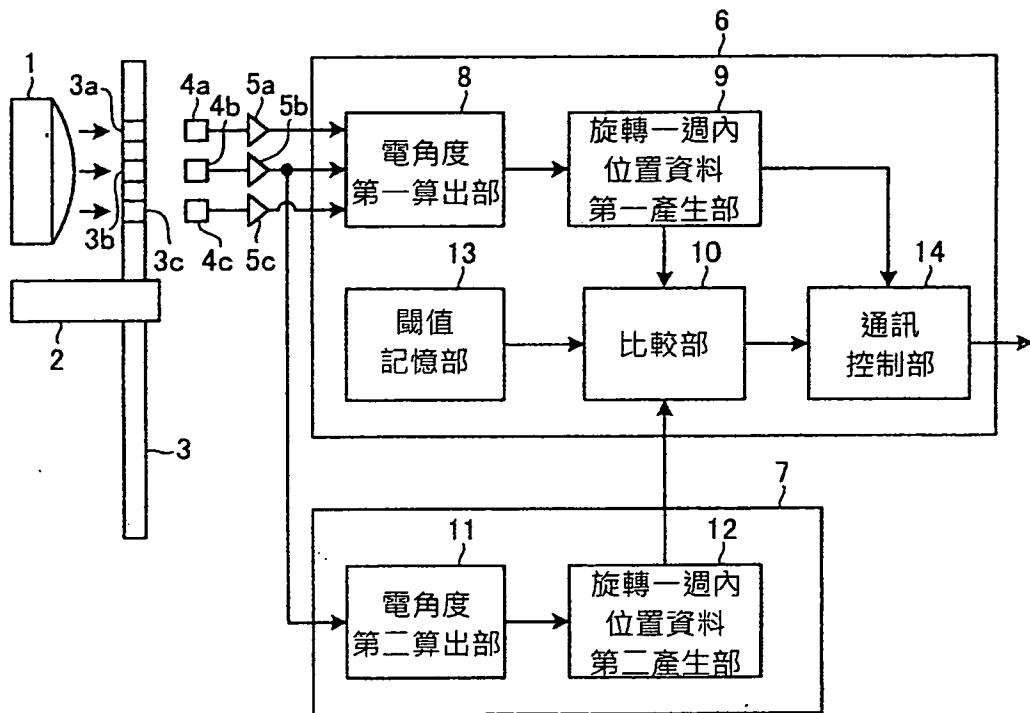 6
1
3a
4a
4b
5a
5b
8
9
電角度
第一算出部
旋轉一週內
位置資料
第一產生部
3b
3c
4c
5c
13
10
14
閾值
記憶部
比較部
通訊
控制部
2
3
7
11
12
電角度
第二算出部
旋轉一週內
位置資料
第二產生部